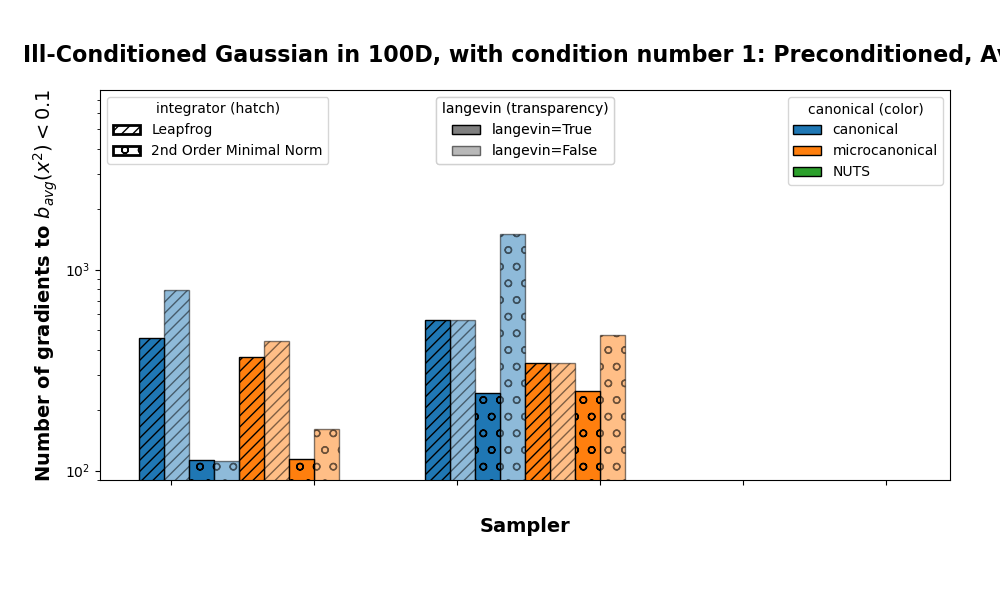 Ill-Conditioned Gaussian in 100D, with condition number 1: Preconditioned, Av
Number of gradients to $b_{avg}(x^2) < 0.1$
integrator (hatch)
Leapfrog
2nd Order Minimal Norm
langevin (transparency)
langevin=True
langevin=False
canonical (color)
canonical
microcanonical
NUTS
10³
10²
Sampler